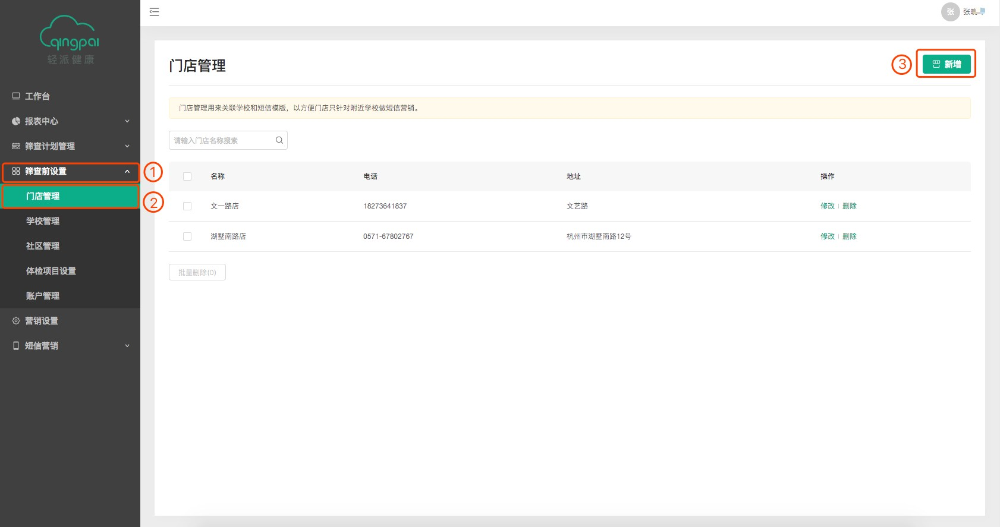 qingpai
轻派健康
张
张
工作台
报表中心
筛查计划管理
筛查前设置
①
门店管理
②
学校管理
社区管理
体检项目设置
账户管理
营销设置
短信营销
门店管理
③
新增
门店管理用来关联学校和短信模版，以方便门店只针对附近学校做短信营销。
请输入门店名称搜索
名称 电话 地址 操作
文一路店 18273641837 文艺路 修改 | 删除
湖墅南路店 0571-67802767 杭州市湖墅南路12号 修改 | 删除
批量删除(0)